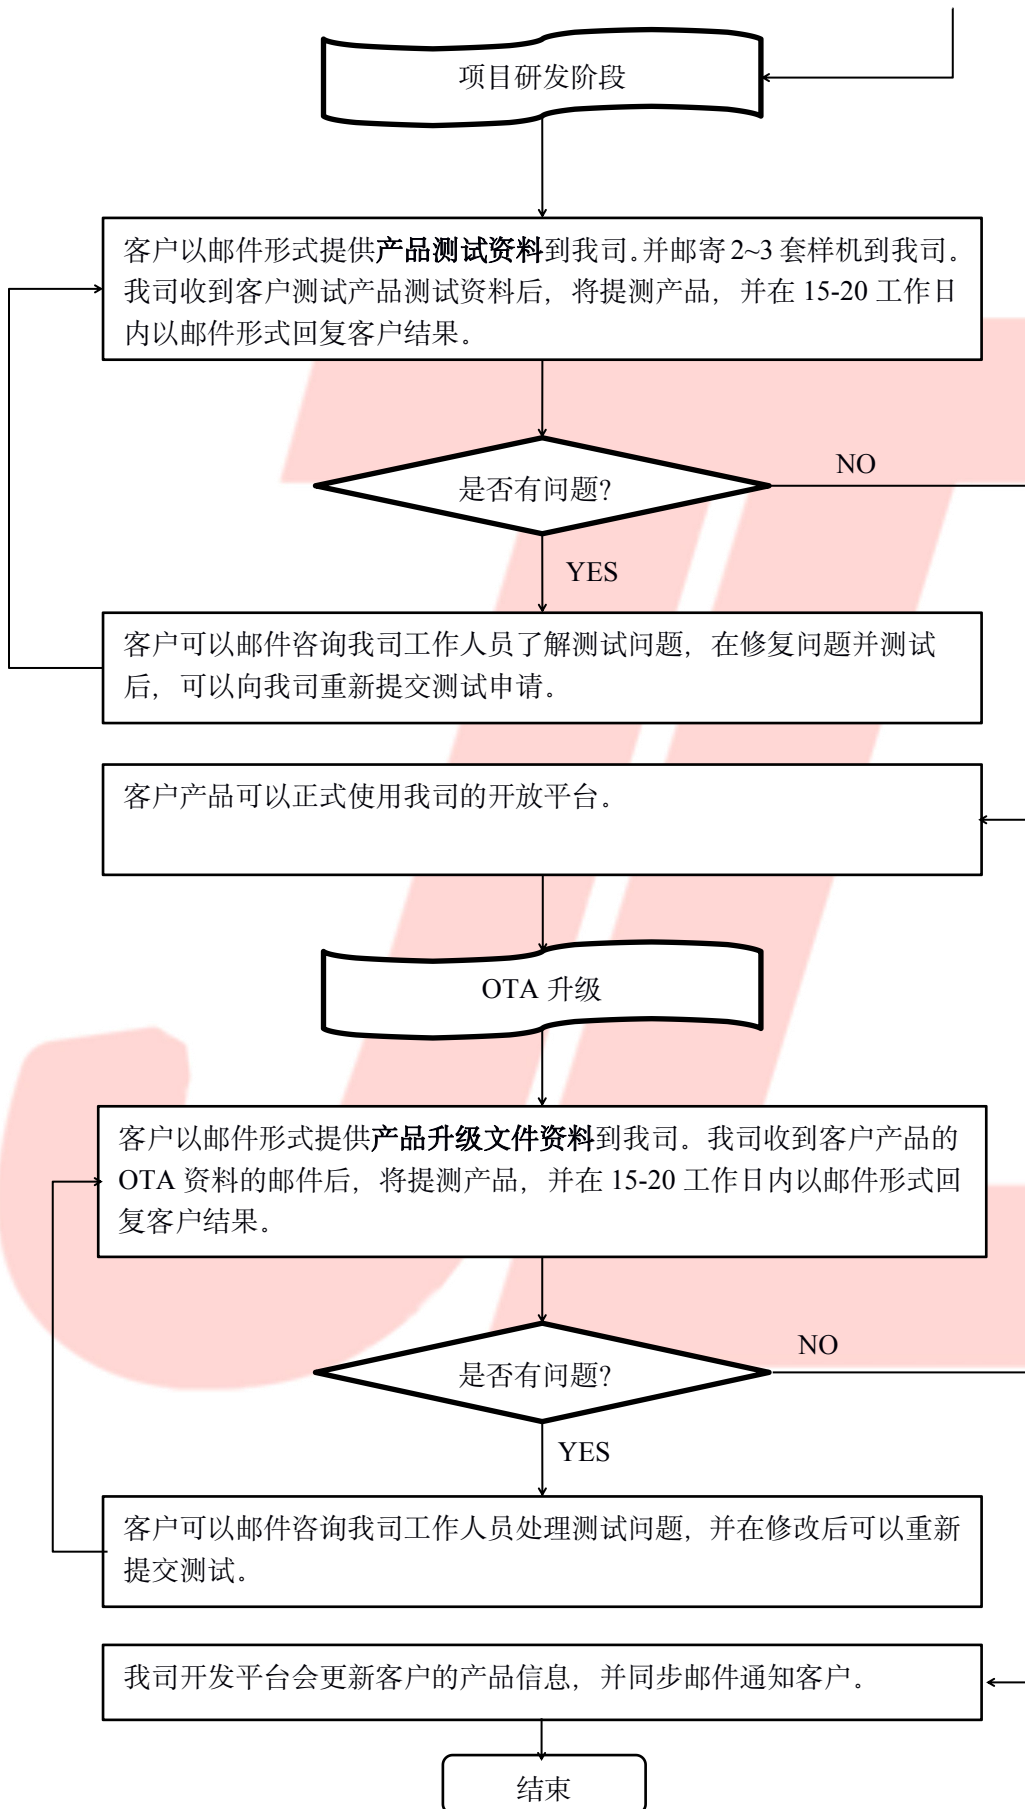 项目研发阶段
客户以邮件形式提供产品测试资料到我司。并邮寄 2~3 套样机到我司。
我司收到客户测试产品测试资料后，将提测产品，并在 15-20 工作日
内以邮件形式回复客户结果。
NO
是否有问题?
YES
客户可以邮件咨询我司工作人员了解测试问题，在修复问题并测试
后，可以向我司重新提交测试申请。
客户产品可以正式使用我司的开放平台。
OTA 升级
客户以邮件形式提供产品升级文件资料到我司。我司收到客户产品的
OTA 资料的邮件后，将提测产品，并在 15-20 工作日内以邮件形式回
复客户结果。
NO
是否有问题?
YES
客户可以邮件咨询我司工作人员处理测试问题，并在修改后可以重新
提交测试。
我司开发平台会更新客户的产品信息，并同步邮件通知客户。
结束